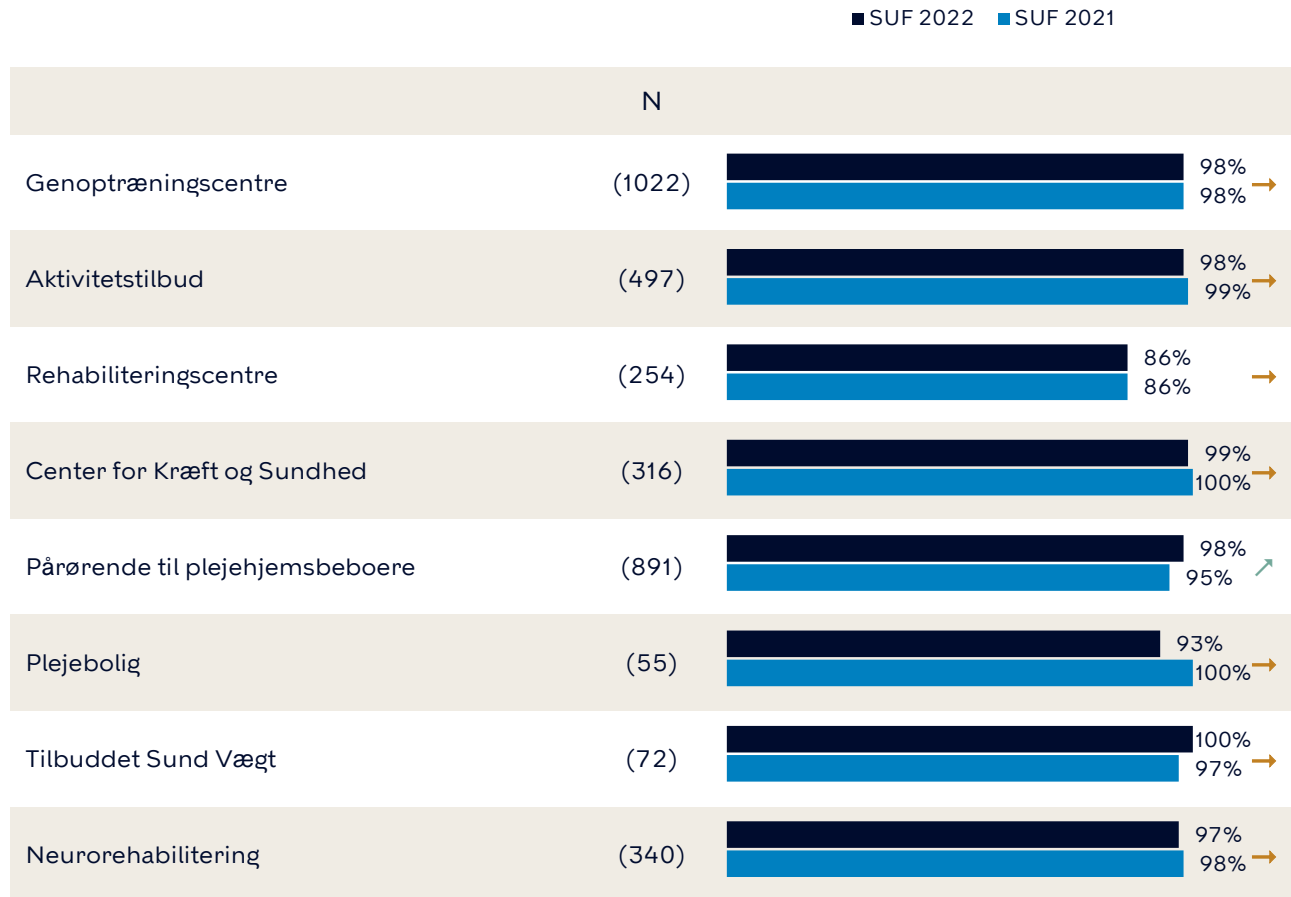 SUF 2022 SUF 2021
N
Genoptræningscentre (1022) 98%
98%
Aktivitetstilbud (497) 98%
99%
Rehabiliteringscentre (254) 86%
86%
Center for Kræft og Sundhed (316) 99%
100%
Pårørende til plejehjemsbeboere (891) 98%
95%
Plejebolig (55) 93%
100%
Tilbuddet Sund Vægt (72) 100%
97%
Neurorehabilitering (340) 97%
98%